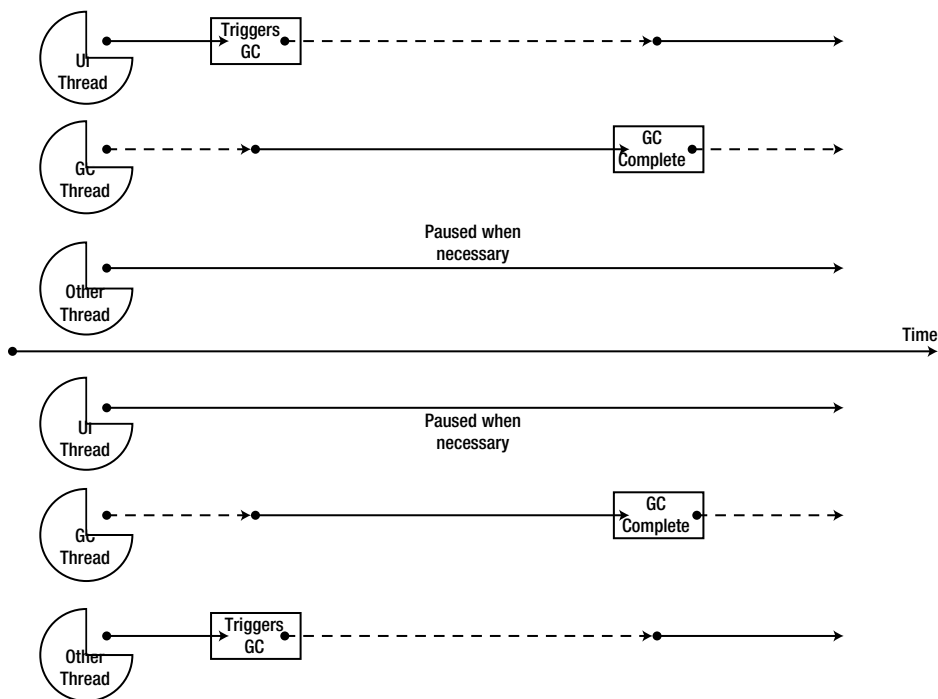 Triggers
GC
UI
Thread
GC
Complete
GC
Thread
Paused when
necessary
Other
Thread
Time
UI
Thread
Paused when
necessary
GC
Complete
GC
Thread
Triggers
GC
Other
Thread